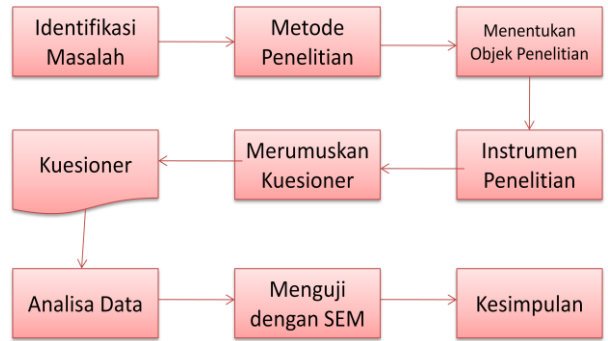 Identifikasi
Masalah
Metode
Penelitian
Menentukan
Objek Penelitian
Instrumen
Penelitian
Merumuskan
Kuesioner
Kuesioner
Analisa Data
Menguji
dengan SEM
Kesimpulan